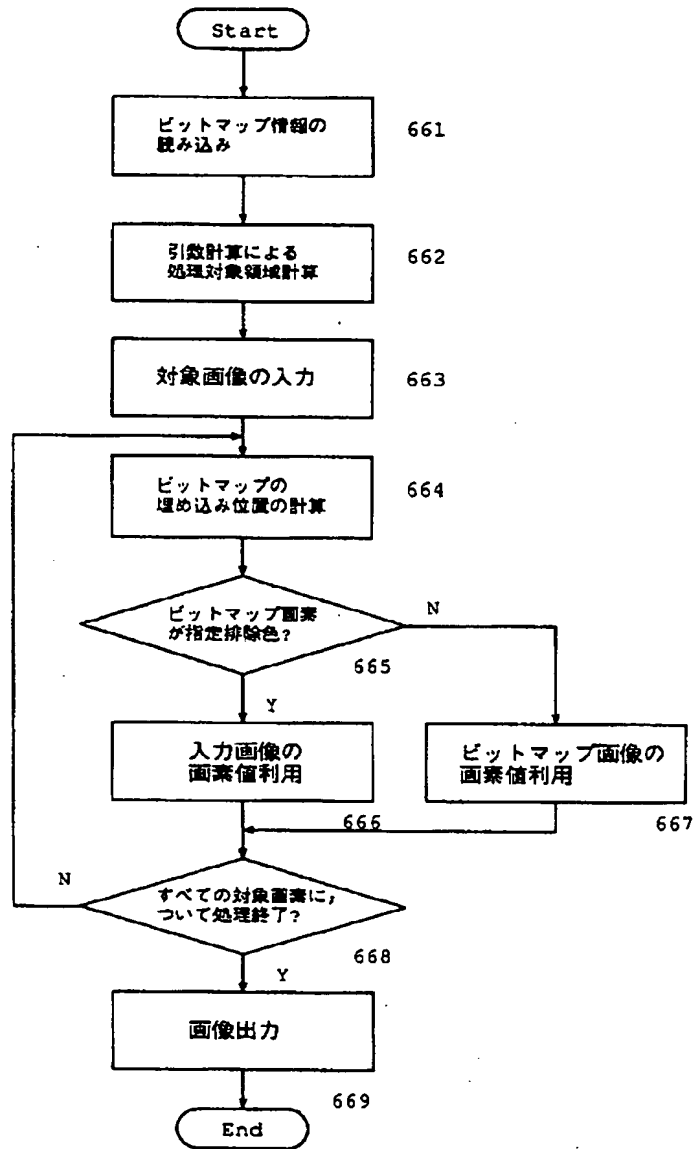 Start
ビットマップ情報の
読み込み
661
引数計算による
処理対象領域計算
662
対象画像の入力
663
ビットマップの
埋め込み位置の計算
664
ビットマップ画素
が指定排除色?
N
665
Y
入力画像の
画素値利用
666
ビットマップ画像の
画素値利用
667
N
すべての対象画素に,
ついて処理終了?
668
Y
画像出力
669
End